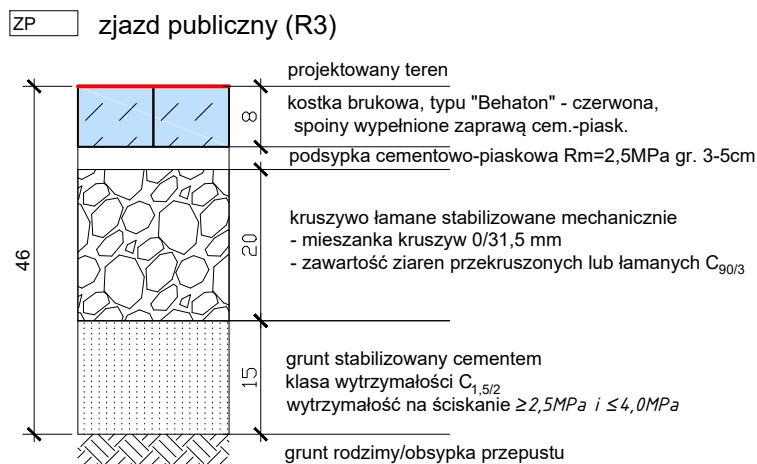 ZP zjazd publiczny (R3)
projektowany teren
kostka brukowa, typu "Behaton" - czerwona,
spoiny wypełnione zaprawą cem.-piask.
8
podsypka cementowo-piaskowa Rm=2,5MPa gr. 3-5cm
kruszywo łamane stabilizowane mechanicznie
- mieszanka kruszyw 0/31,5 mm
- zawartość ziaren przekruszonych lub łamanych C90/3
20
46
grunt stabilizowany cementem
klasa wytrzymałości C1,5/2
wytrzymałość na ściskanie ≥2,5MPa i ≤4,0MPa
15
grunt rodzimy/obsypka przepustu